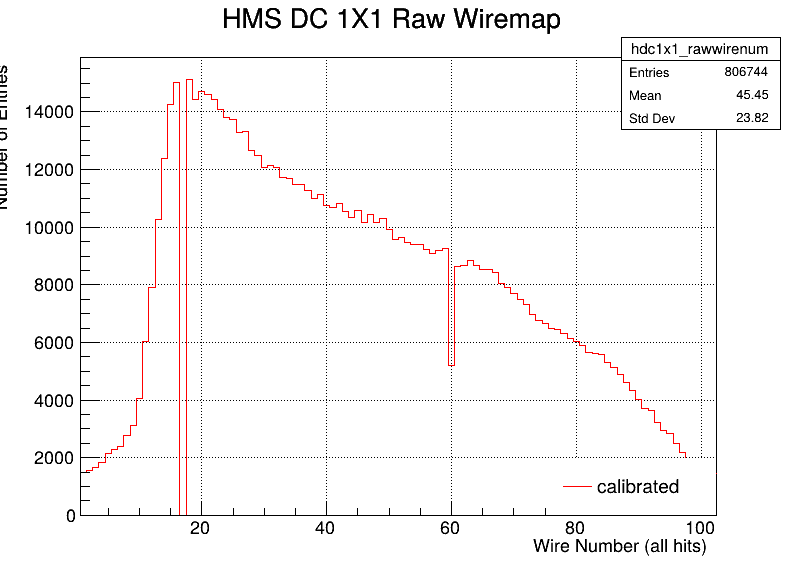 HMS DC 1X1 Raw Wiremap
hdc1x1_rawwirenum
Entries 806744
Mean 45.45
Std Dev 23.82
Number of Entries
14000
12000
10000
8000
6000
4000
2000
0
calibrated
20 40 60 80 100
Wire Number (all hits)